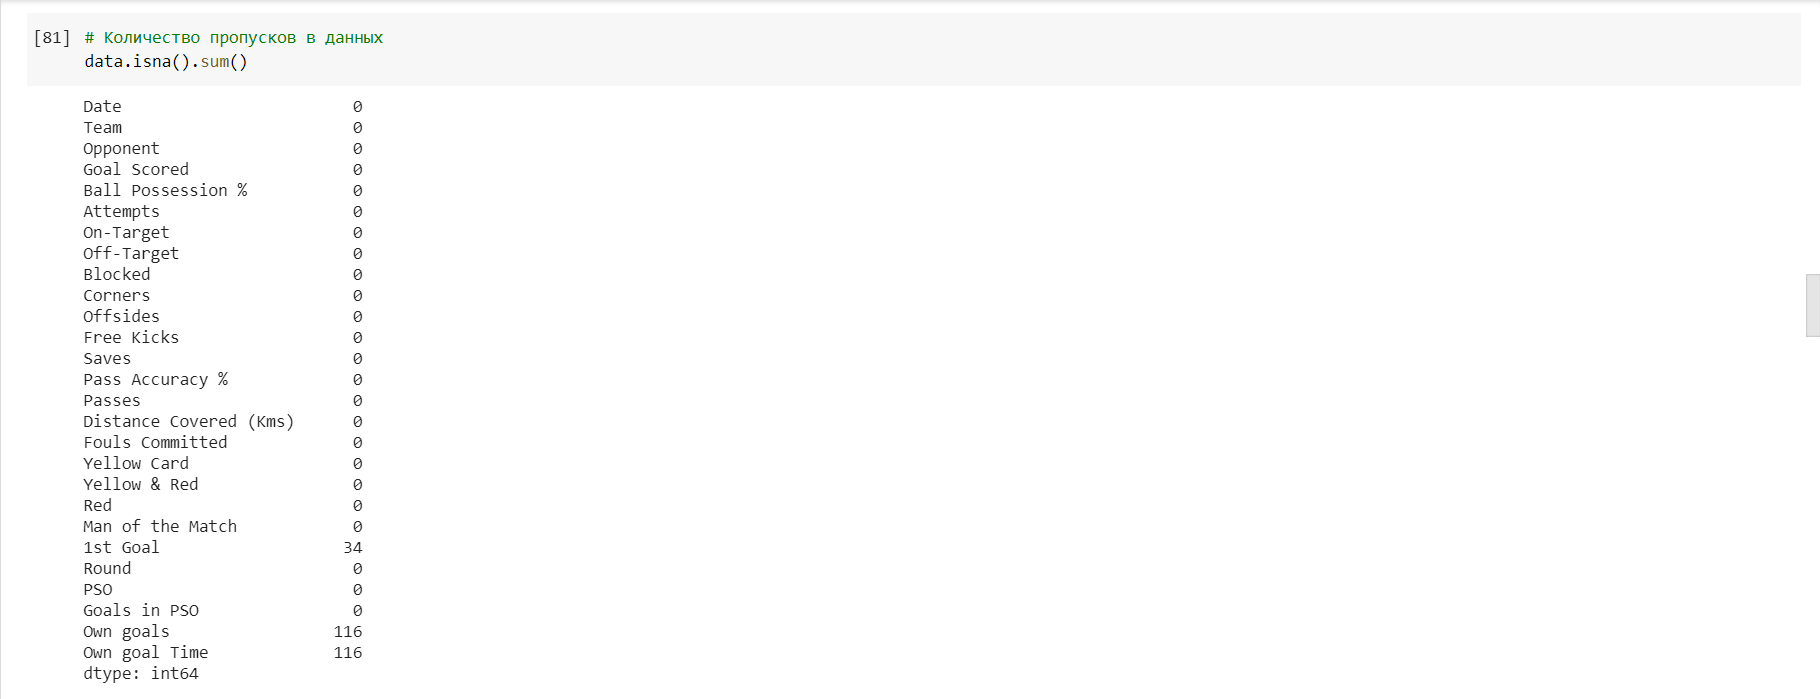 [81] # Количество пропусков в данных
data.isna().sum()
Date 0
Team 0
Opponent 0
Goal Scored 0
Ball Possession % 0
Attempts 0
On-Target 0
Off-Target 0
Blocked 0
Corners 0
Offsides 0
Free Kicks 0
Saves 0
Pass Accuracy % 0
Passes 0
Distance Covered (Kms) 0
Fouls Committed 0
Yellow Card 0
Yellow & Red 0
Red 0
Man of the Match 0
1st Goal 34
Round 0
PSO 0
Goals in PSO 0
Own goals 116
Own goal Time 116
dtype: int64